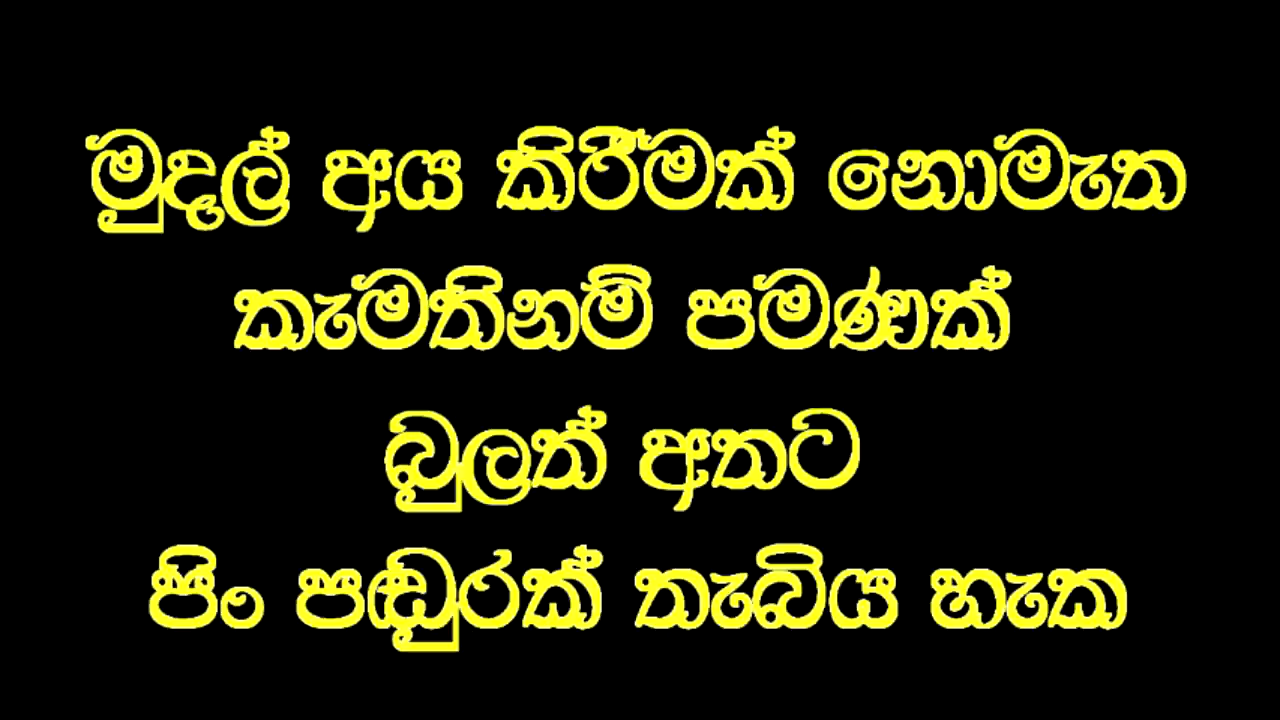 මුදල් අය කිරීමක් නොමැත
කැමතිනම් පමණක්
බුලත් අතට
පිං පඬුරක් තැබිය හැක